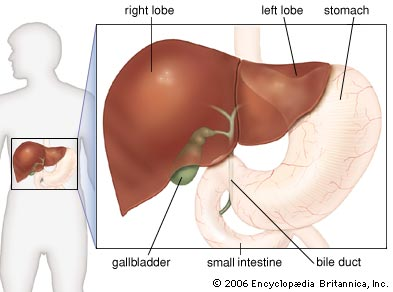 right lobe
left lobe
stomach
gallbladder
small intestine
bile duct
© 2006 Encyclopædia Britannica, Inc.